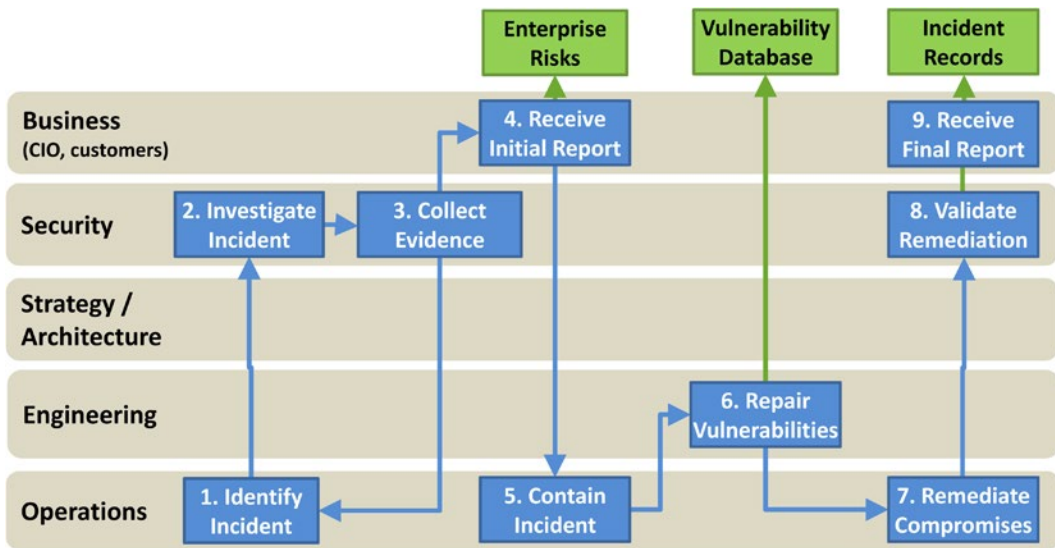 Enterprise
Risks
Vulnerability
Database
Incident
Records
Business
(CIO, customers)
4. Receive
Initial Report
9. Receive
Final Report
Security
2. Investigate
Incident
3. Collect
Evidence
8. Validate
Remediation
Strategy /
Architecture
Engineering
6. Repair
Vulnerabilities
Operations
1. Identify
Incident
5. Contain
Incident
7. Remediate
Compromises